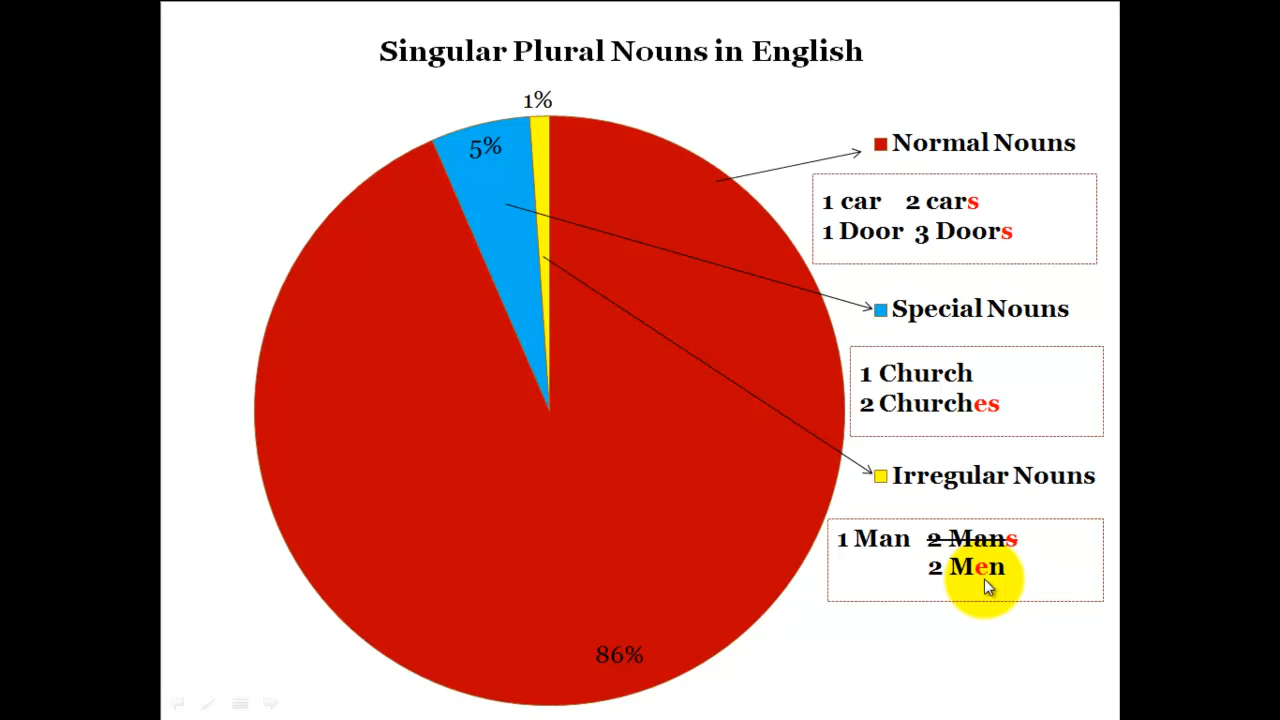 Singular Plural Nouns in English
1%
5%
86%
Normal Nouns
1 car 2 cars
1 Door 3 Doors
Special Nouns
1 Church
2 Churches
Irregular Nouns
1 Man 2 Mans
2 Men